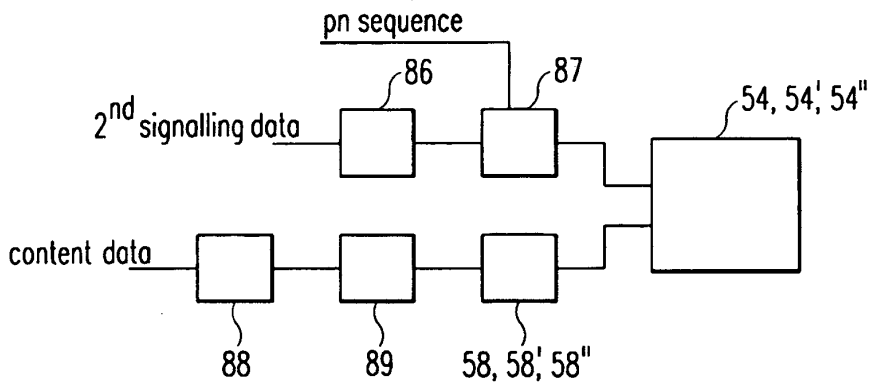 pn sequence
86
87
54, 54', 54"
2nd signalling data
content data
88
89
58, 58', 58"